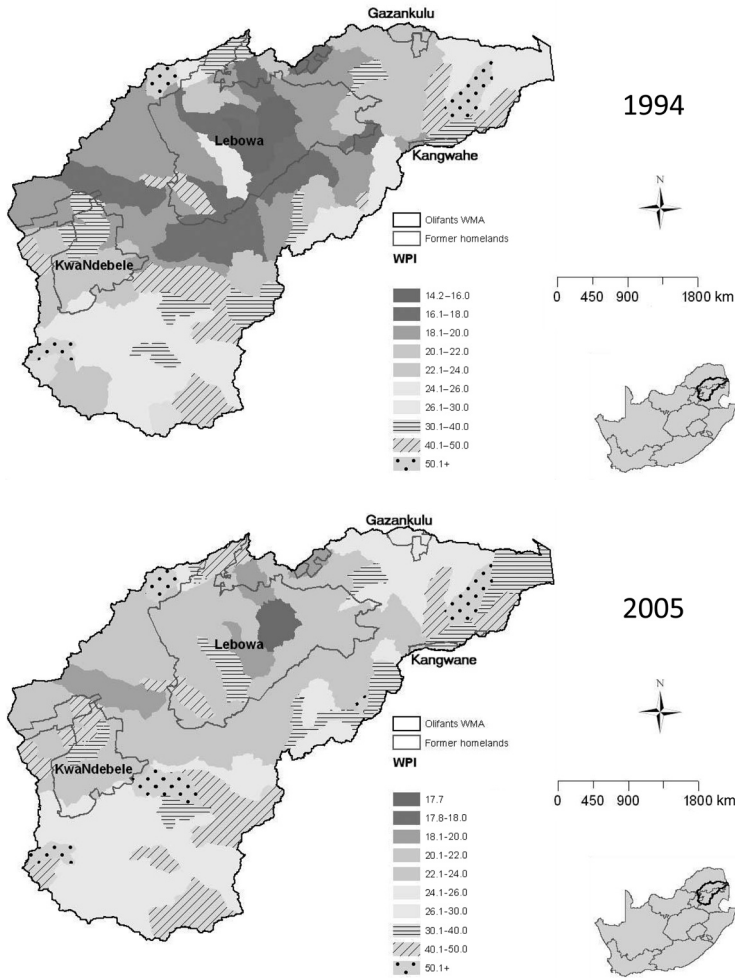 Gazankulu
1994
Lebowa
Kangwahe
N
Olifants WMA
Former homelands
KwaNdebele
WPI
0 450 900 1800 km
14.2–16.0
16.1–18.0
18.1–20.0
20.1–22.0
22.1–24.0
24.1–26.0
26.1–30.0
30.1–40.0
40.1–50.0
50.1+
Gazankulu
2005
Lebowa
Kangwane
N
Olifants WMA
Former homelands
KwaNdebele
WPI
0 450 900 1800 km
17.7
17.8-18.0
18.1-20.0
20.1-22.0
22.1-24.0
24.1-26.0
26.1-30.0
30.1-40.0
40.1-50.0
50.1+